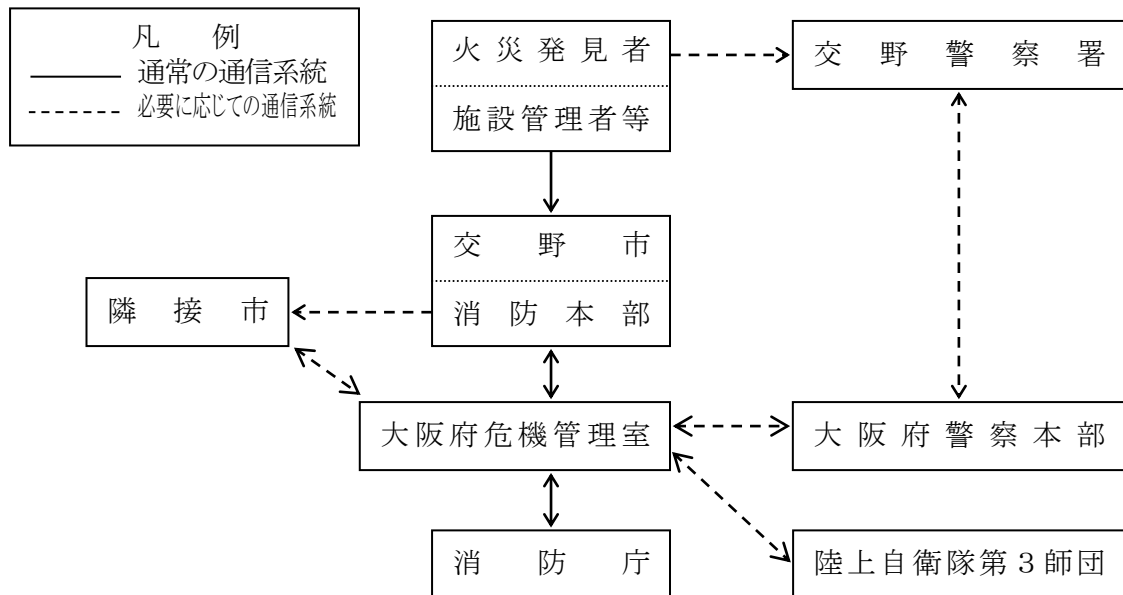 凡例
通常の通信系統
必要に応じての通信系統
火災発見者
施設管理者等
交野警察署
交野市
消防本部
隣接市
大阪府危機管理室
大阪府警察本部
消防庁
陸上自衛隊第３師団